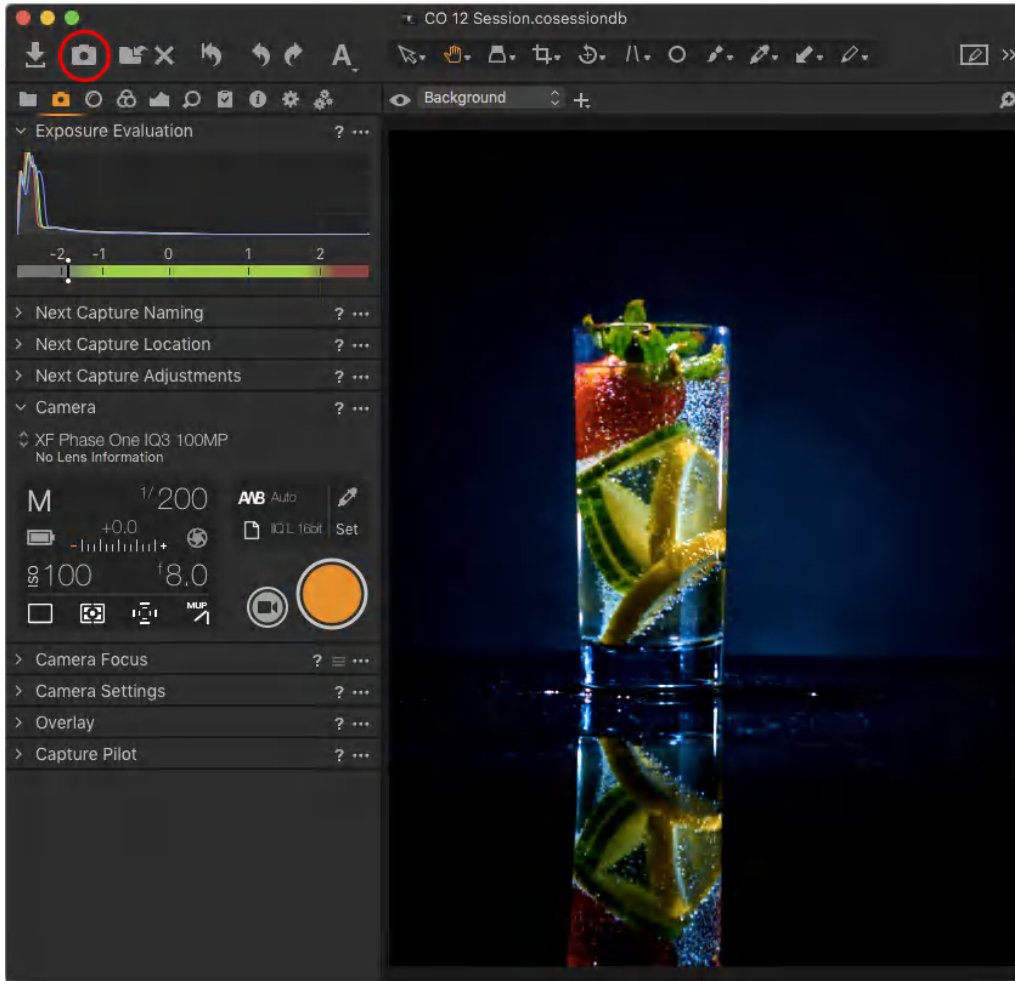 CO 12 Session.cosessiondb
A
Background
Exposure Evaluation ?
-2 -1 0 1 2
Next Capture Naming ?
Next Capture Location ?
Next Capture Adjustments ?
Camera ?
XF Phase One IQ3 100MP
No Lens Information
M 1/200 AWB Auto
+0.0 IIQ L 16bit Set
- +
ISO 100 f8.0
MUP
Camera Focus ?
Camera Settings ?
Overlay ?
Capture Pilot ?